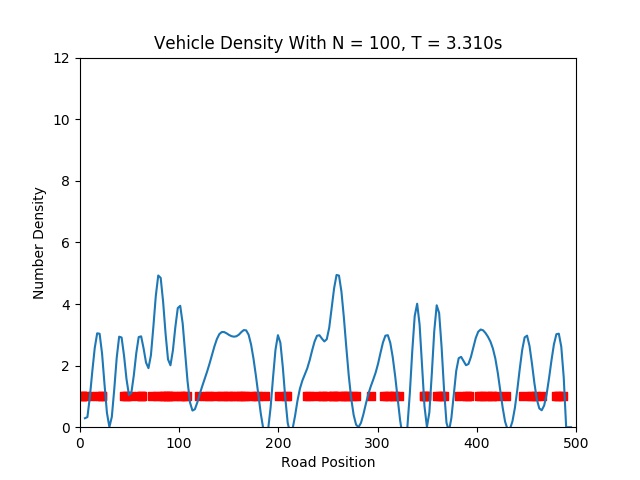 Vehicle Density With N = 100, T = 3.310s
12
10
8
6
4
2
0
Number Density
0 100 200 300 400 500
Road Position